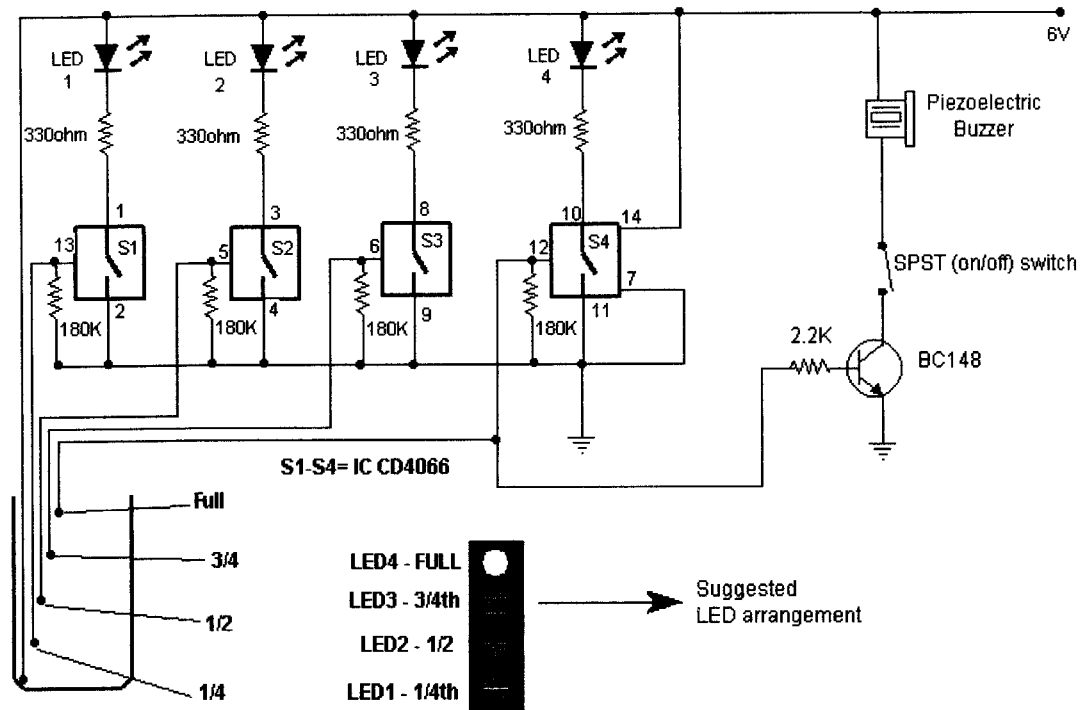 6V
LED
1
LED
2
LED
3
LED
4
Piezoelectric
Buzzer
330ohm
330ohm
330ohm
330ohm
1
3
8
10
14
13
S1
5
S2
6
S3
12
S4
7
2
4
9
11
180K
180K
180K
180K
SPST (on/off) switch
2.2K
BC148
S1-S4= IC CD4066
Full
3/4
1/2
1/4
LED4 - FULL
LED3 - 3/4th
LED2 - 1/2
LED1 - 1/4th
Suggested
LED arrangement